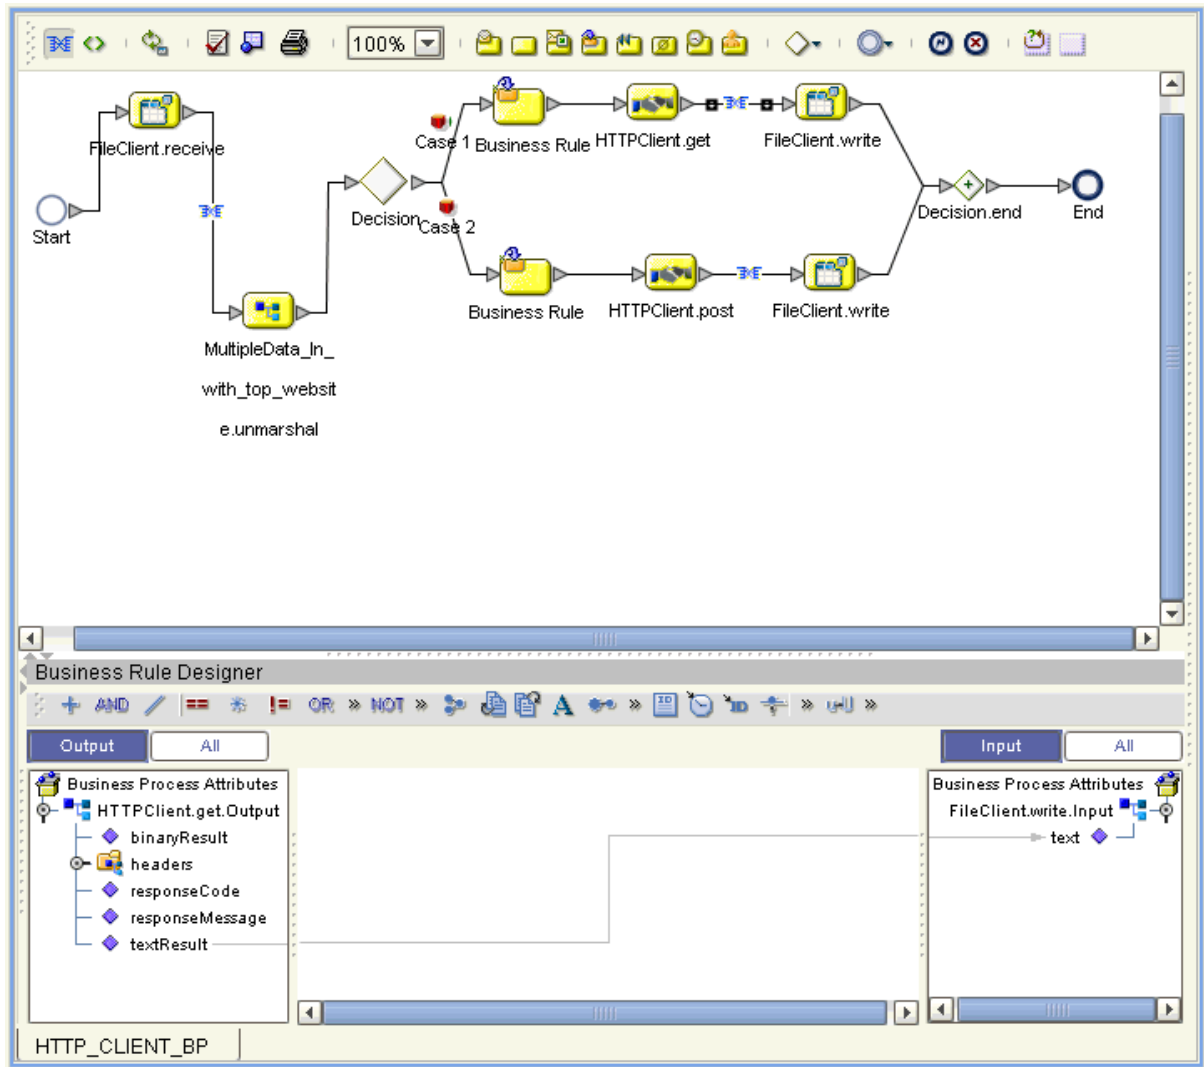 100%
FileClient.receive
Start
MultipleData_In_
with_top_websit
e.unmarshal
Decision
Case 1
Case 2
Business Rule
HTTPClient.get
FileClient.write
Business Rule
HTTPClient.post
FileClient.write
Decision.end
End
Business Rule Designer
AND
==
!=
OR
»
NOT
»
A
»
ID
ID
»
»
Output
All
Input
All
Business Process Attributes
HTTPClient.get.Output
binaryResult
headers
responseCode
responseMessage
textResult
Business Process Attributes
FileClient.write.Input
text
HTTP_CLIENT_BP